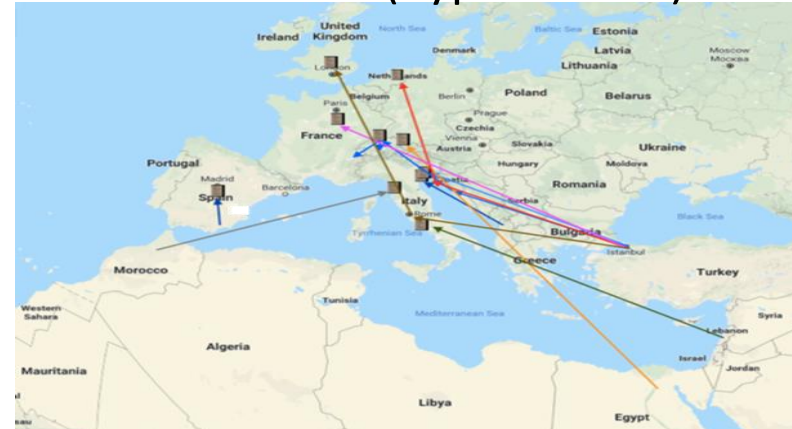 United
Kingdom
North Sea
Baltic Sea
Estonia
Ireland
Denmark
Latvia
Moscow
Москва
Lithuania
London
Netherlands
Belgium
Berlin
Poland
Belarus
Paris
Prague
Czechia
Vienna
France
Austria
Slovakia
Ukraine
Hungary
Moldova
Portugal
Madrid
Croatia
Romania
Spain
Barcelona
Italy
Serbia
Rome
Black Sea
Tyrrhenian Sea
Bulgaria
Istanbul
Greece
Morocco
Turkey
Tunisia
Western
Sahara
Mediterranean Sea
Lebanon
Syria
Algeria
Israel
Jordan
Mauritania
Libya
Egypt